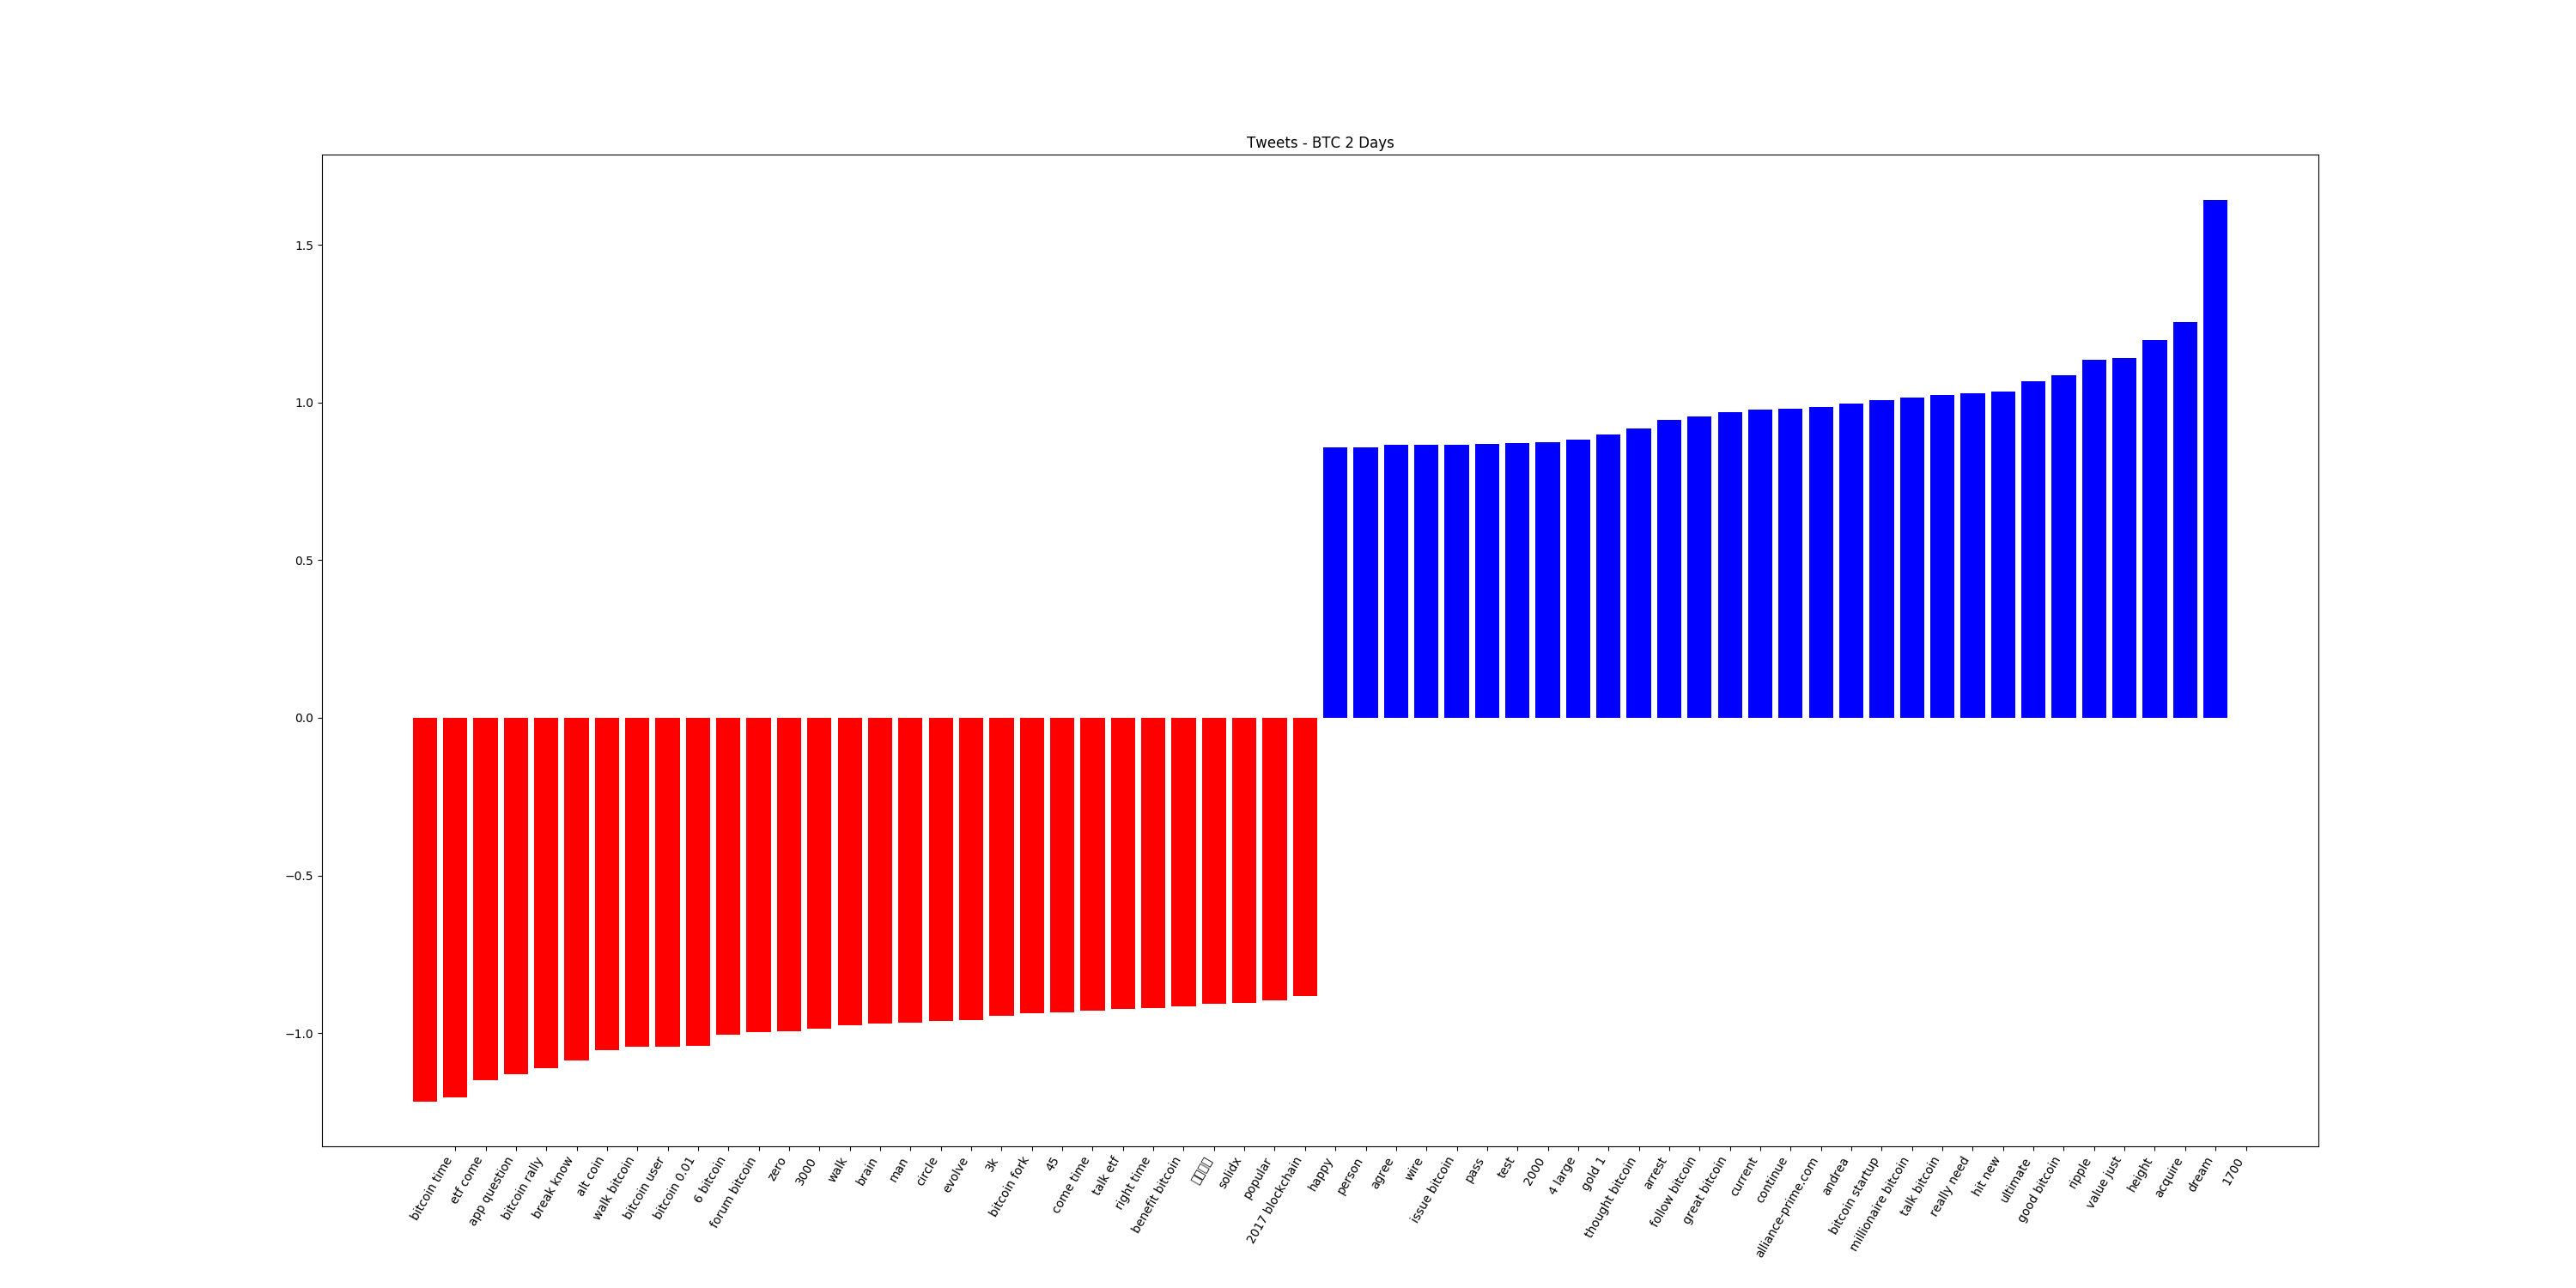 Tweets - BTC 2 Days
1.5
1.0
0.5
0.0
−0.5
−1.0
bitcoin time
etf come
app question
bitcoin rally
break know
alt coin
walk bitcoin
bitcoin user
bitcoin 0.01
6 bitcoin
forum bitcoin
zero
3000
walk
brain
man
circle
evolve
3k
bitcoin fork
45
come time
talk etf
right time
benefit bitcoin
solidx
popular
2017 blockchain
happy
person
agree
wire
issue bitcoin
pass
test
2000
4 large
gold 1
thought bitcoin
arrest
follow bitcoin
great bitcoin
current
continue
alliance-prime.com
andrea
bitcoin startup
millionaire bitcoin
talk bitcoin
really need
hit new
ultimate
good bitcoin
ripple
value just
height
acquire
dream
1700